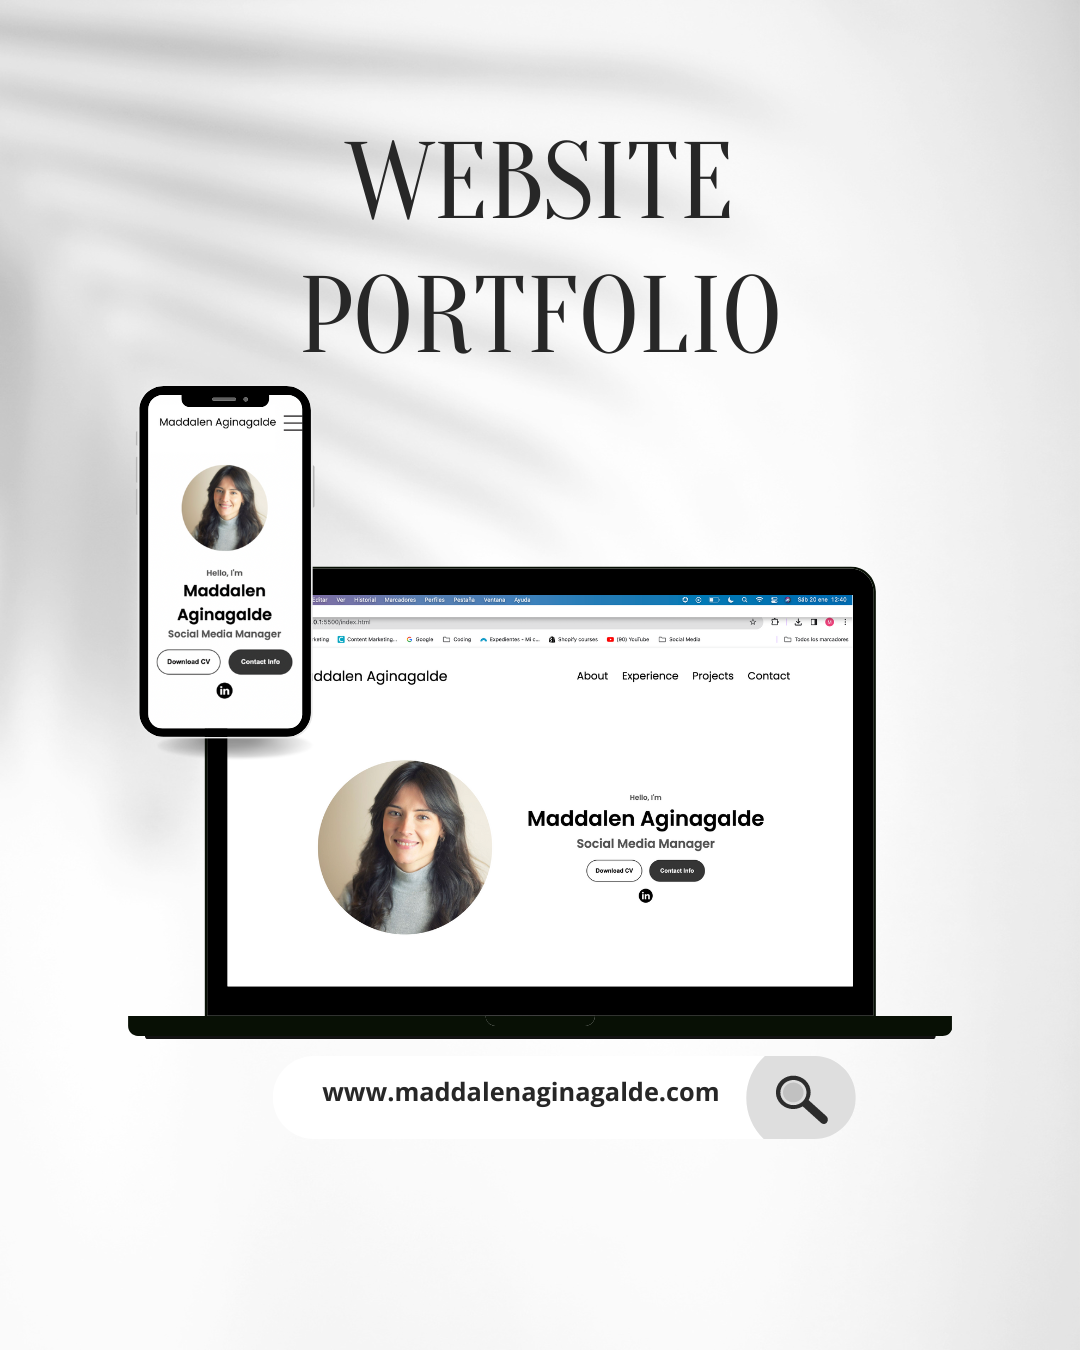 WEBSITE
PORTFOLIO
Maddalen Aginagalde
Hello, I'm
Maddalen
Aginagalde
Social Media Manager
Download CV Contact Info
in
Editar Ver Historial Marcadores Perfiles Pestaña Ventana Ayuda Sáb 20 ene 12:40
0.1:5500/index.html
rketing Content Marketing... Google Coding Expedientes – Mi c... Shopify courses (90) YouTube Social Media Todos los marcadores
ddalen Aginagalde About Experience Projects Contact
Hello, I'm
Maddalen Aginagalde
Social Media Manager
Download CV Contact Info
in
www.maddalenaginagalde.com